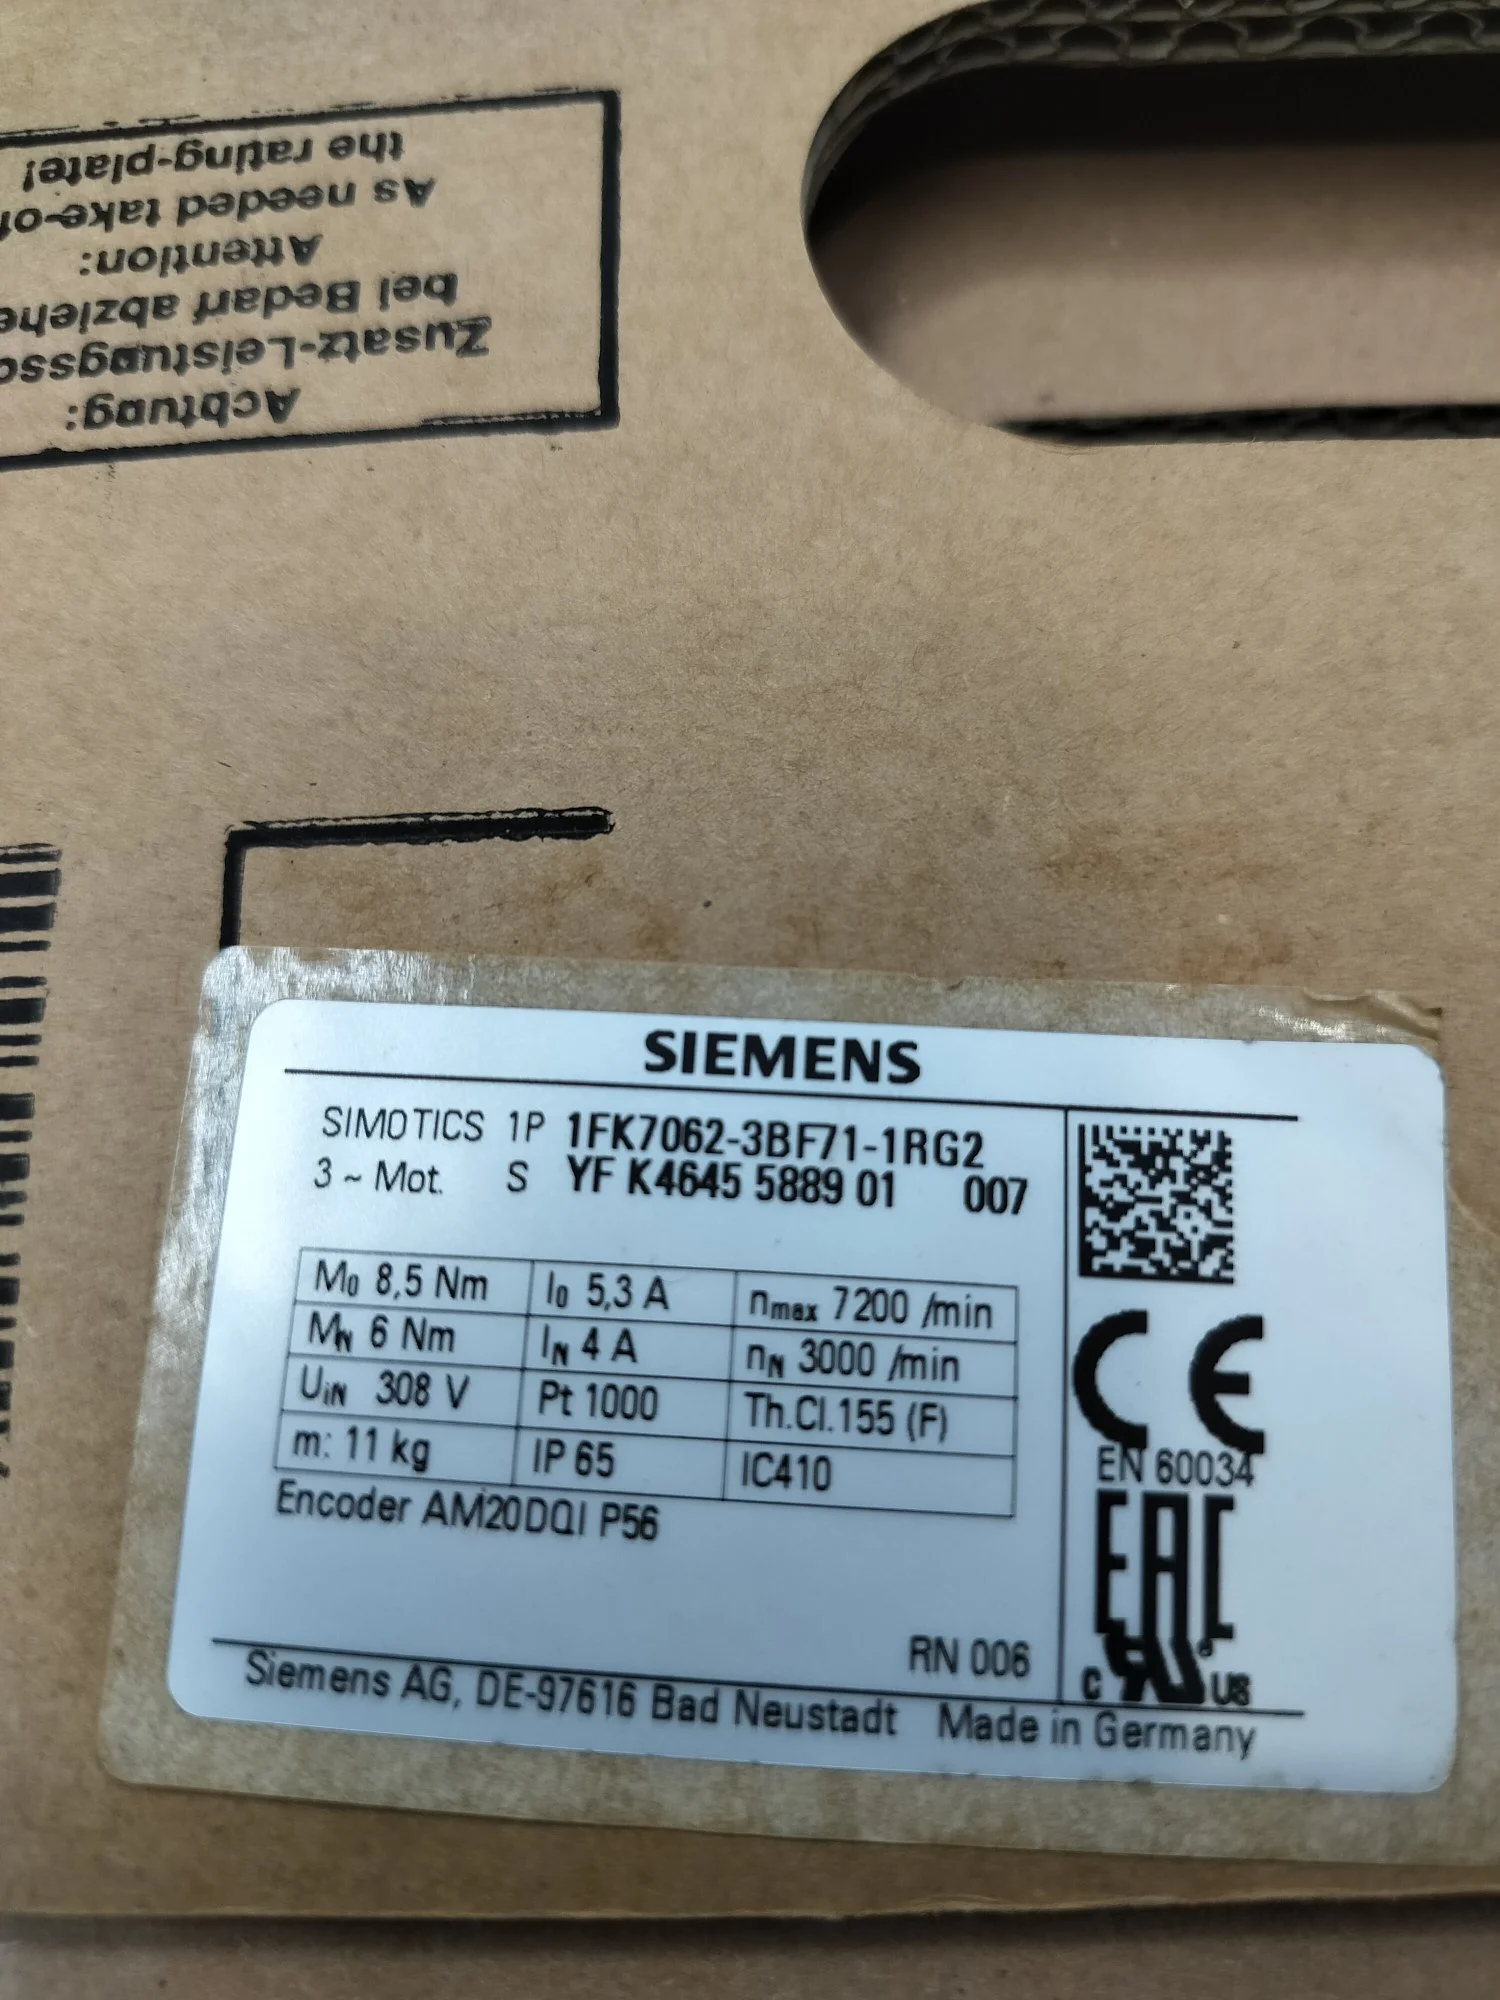 Achtung:
Zusatz-Leistungssc
bei Bedarf abziehe
Attention:
As needed take-of
the rating-plate!
SIEMENS
SIMOTICS 1P 1FK7062-3BF71-1RG2
3 ~ Mot. S YF K4645 5889 01 007
M0 8,5 Nm I0 5,3 A nmax 7200 /min
MN 6 Nm IN 4 A nN 3000 /min
UiN 308 V Pt 1000 Th.Cl.155 (F)
m: 11 kg IP 65 IC410
Encoder AM20DQI P56
RN 006
CE
EN 60034
EAC
c RU US
Siemens AG, DE-97616 Bad Neustadt Made in Germany